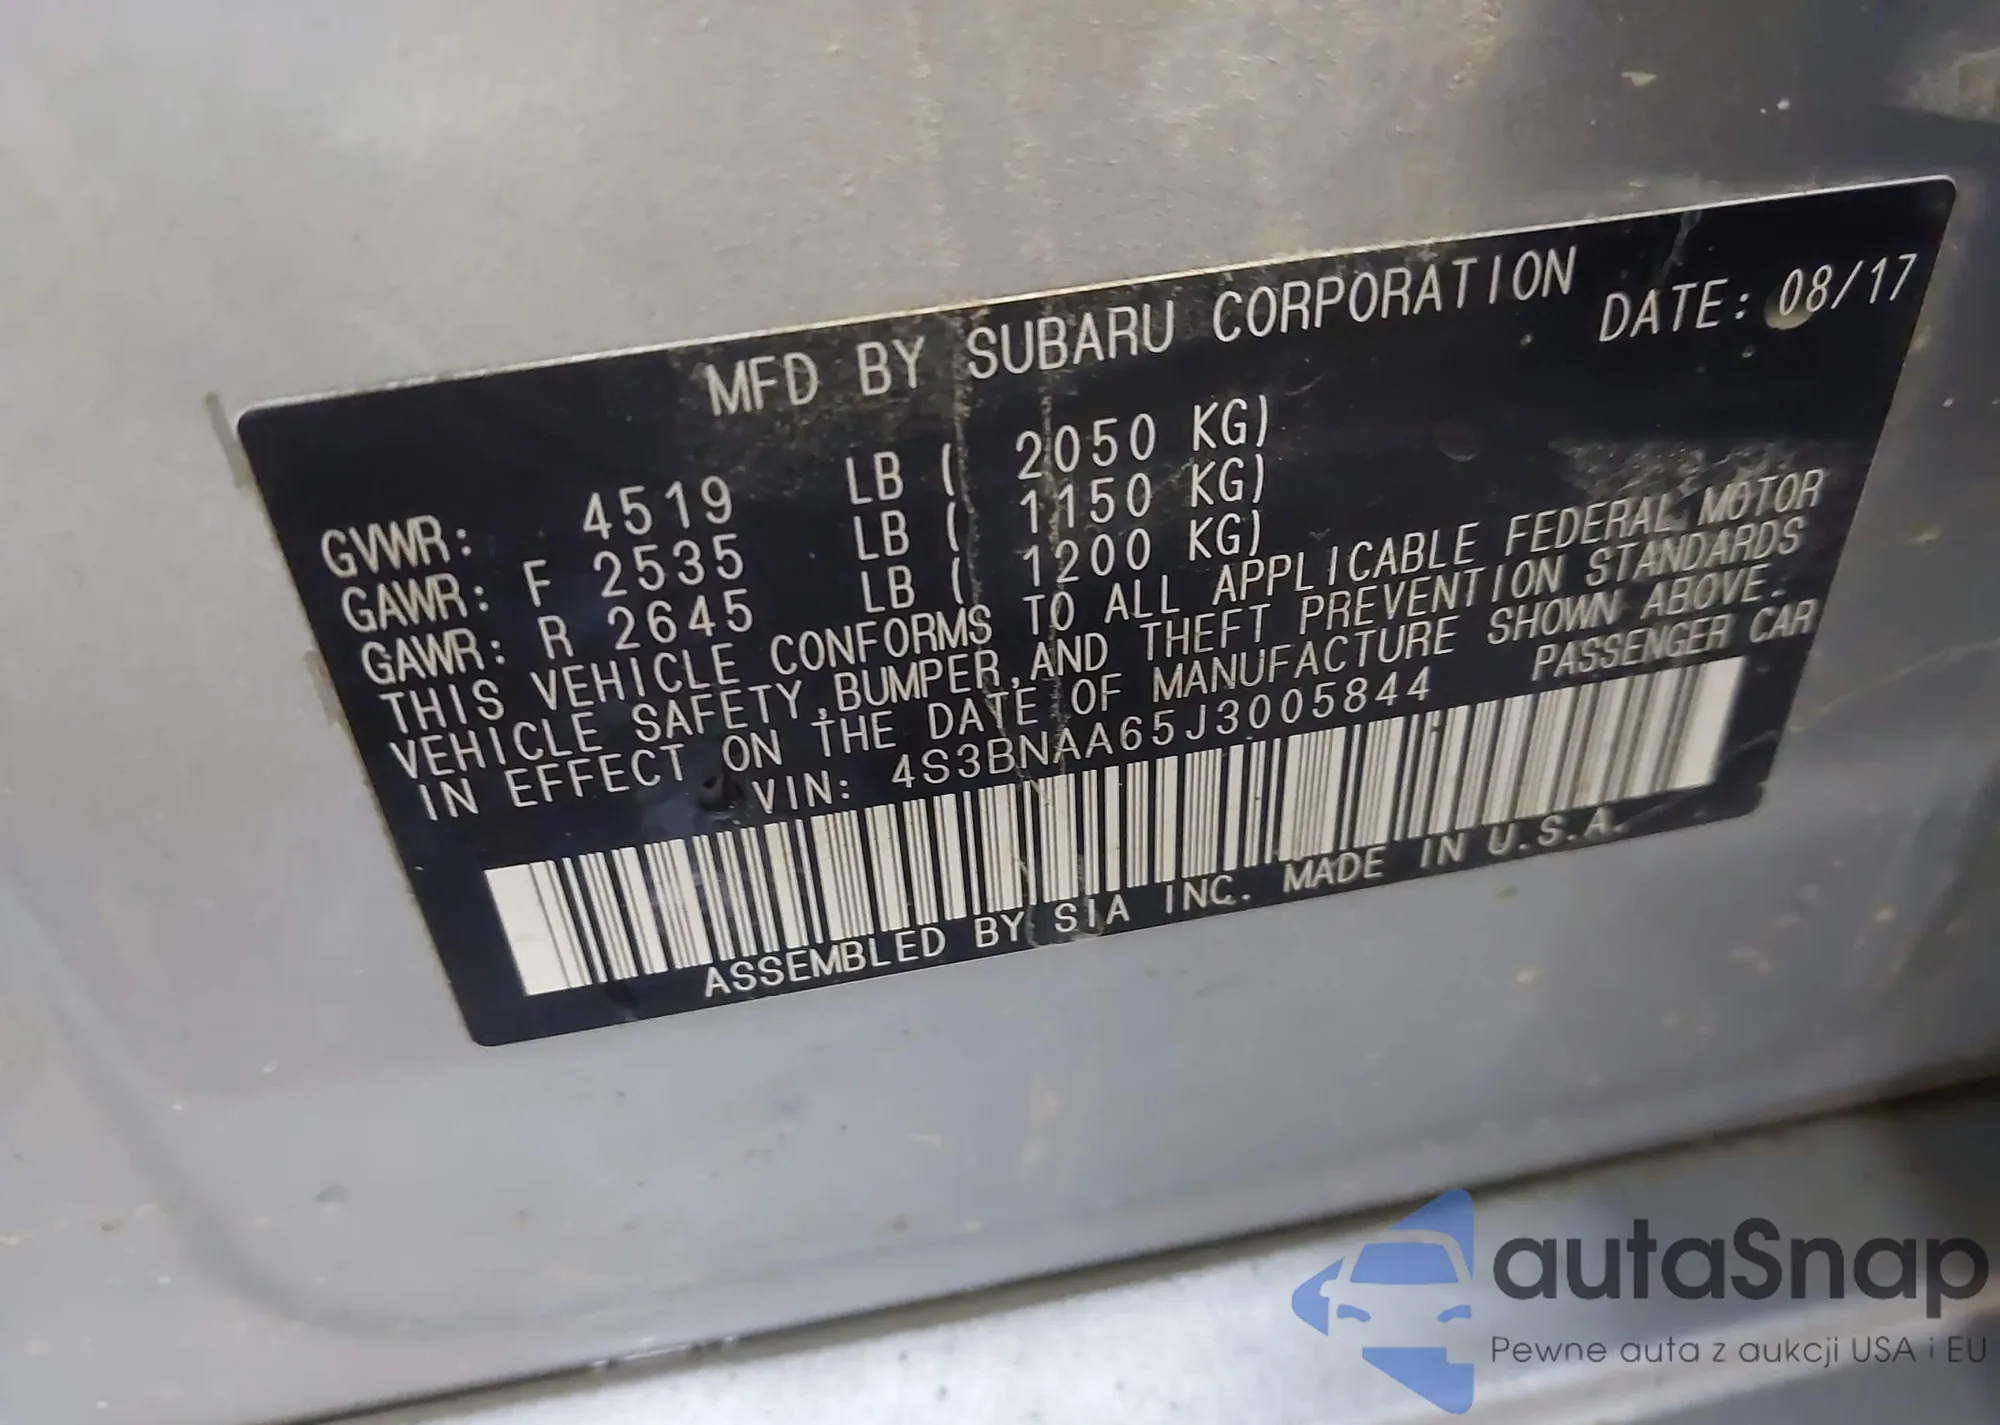 MFD BY SUBARU CORPORATION DATE: 08/17
GVWR: 4519 LB ( 2050 KG)
GAWR: F 2535 LB ( 1150 KG)
GAWR: R 2645 LB ( 1200 KG)
THIS VEHICLE CONFORMS TO ALL APPLICABLE FEDERAL MOTOR
VEHICLE SAFETY,BUMPER,AND THEFT PREVENTION STANDARDS
IN EFFECT ON THE DATE OF MANUFACTURE SHOWN ABOVE.
VIN: 4S3BNAA65J3005844 PASSENGER CAR
ASSEMBLED BY SIA INC. MADE IN U.S.A.
autaSnap
Pewne auta z aukcji USA i EU